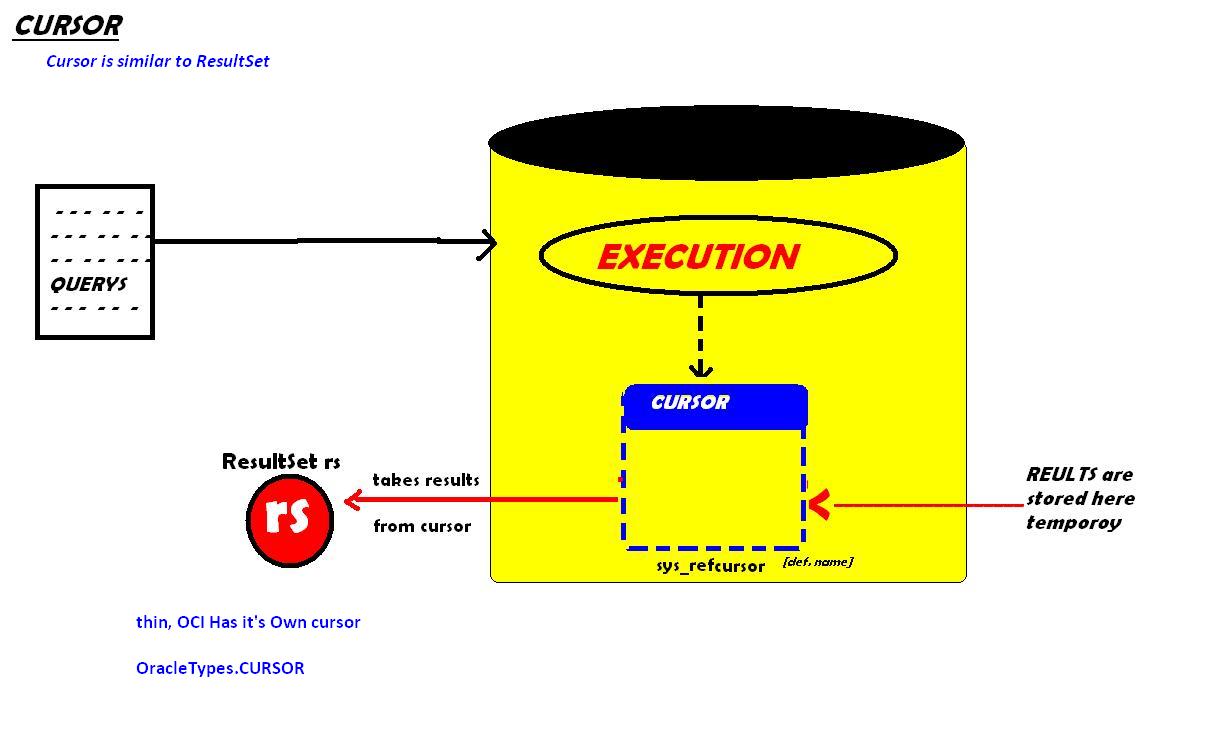 CURSOR
Cursor is similar to ResultSet
QUERYS
EXECUTION
CURSOR
ResultSet rs
rs
takes results
from cursor
REULTS are
stored here
temporoy
sys_refcursor [def. name]
thin, OCI Has it's Own cursor
OracleTypes.CURSOR